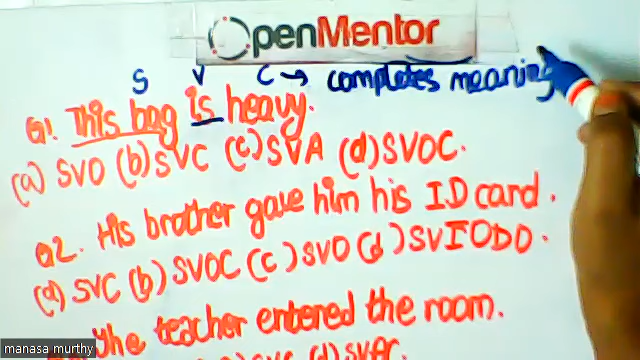 OpenMentor
S V C → completes meaning
Q1. This bag is heavy.
(a) SVO (b) SVC (c) SVA (d) SVOC.
Q2. His brother gave him his ID card.
(a) SVC (b) SVOC (c) SVO (d) SVIODO.
The teacher entered the room.
(d) SVAC.
manasa murthy